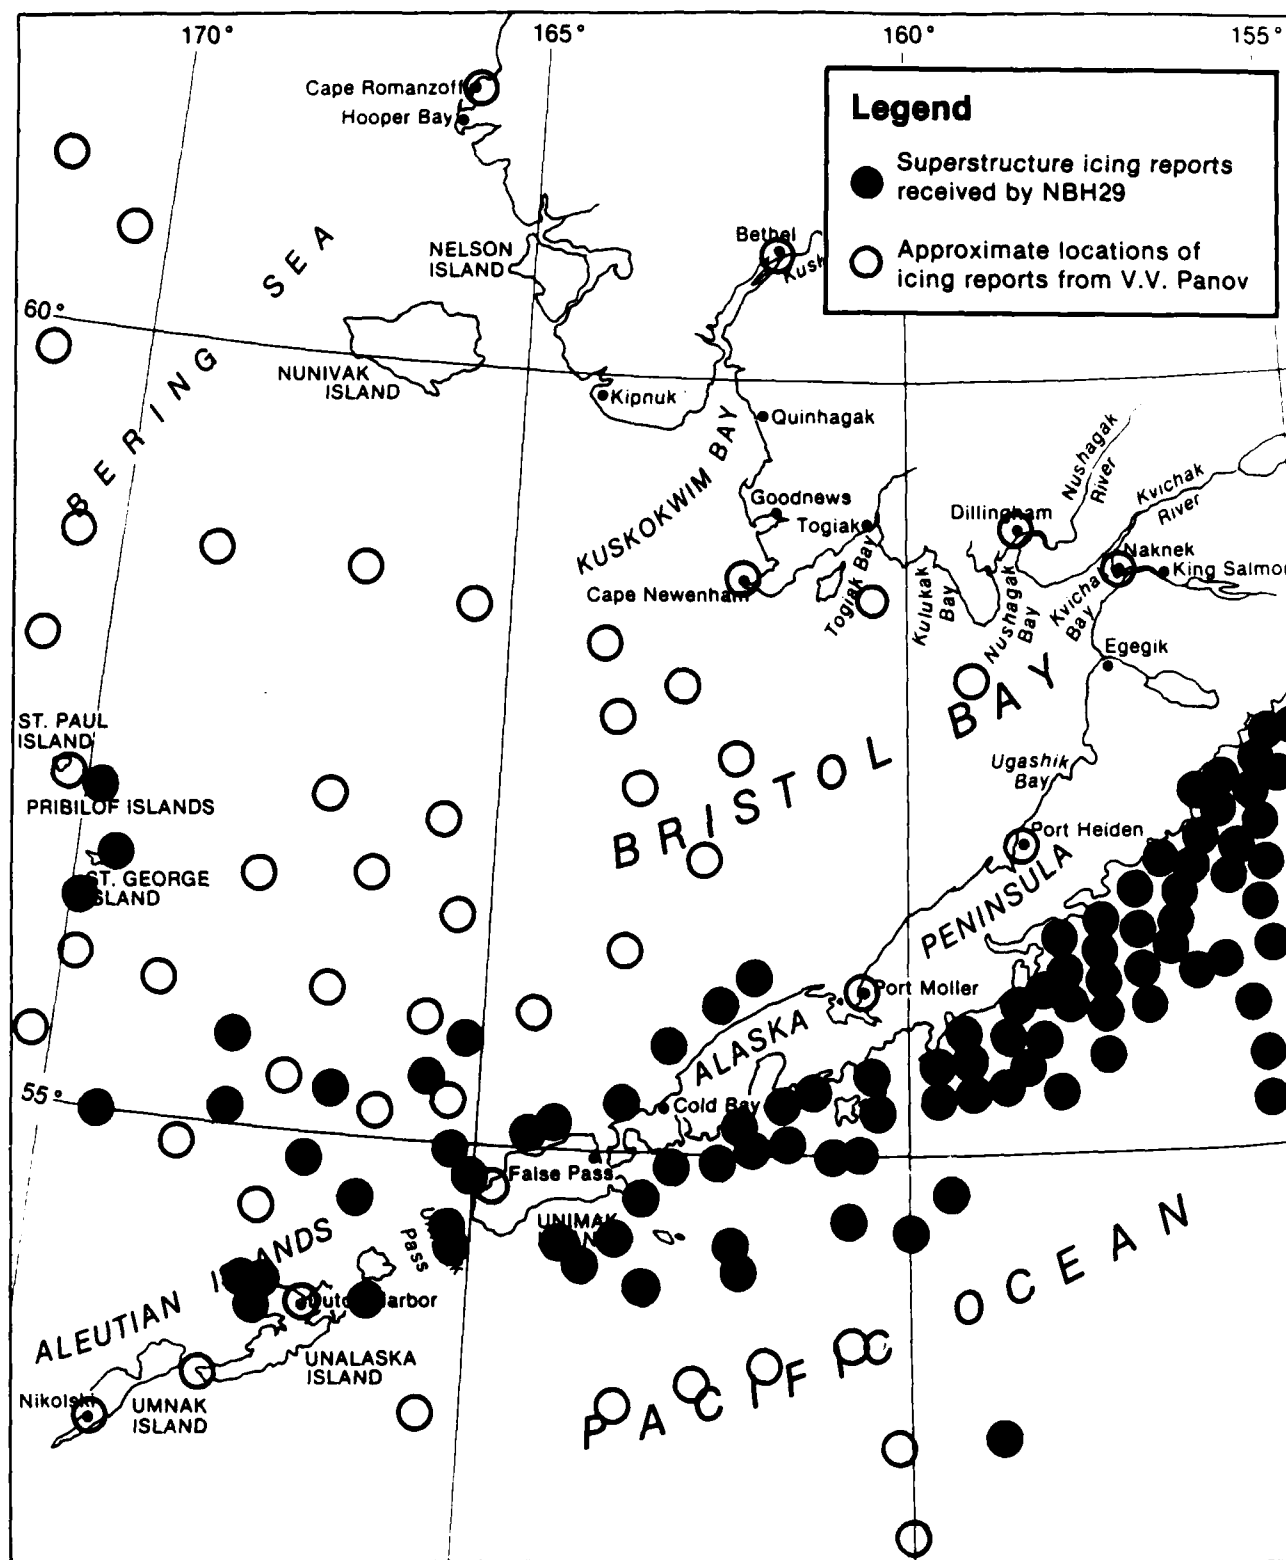 170°
165°
160°
155°
Cape Romanzoff
Hooper Bay
Legend
Superstructure icing reports
received by NBH29
Approximate locations of
icing reports from V.V. Panov
BERING SEA
60°
NELSON
ISLAND
Bethel
NUNIVAK
ISLAND
Kipnuk
Quinhagak
KUSKOKWIM BAY
Goodnews
Togiak
Cape Newenham
Togiak Bay
Kulukak
Bay
Dillingham
Nushagak
River
Kvichak
River
Naknek
King Salmon
Nushagak
Bay
Bay
Egegik
ST. PAUL
ISLAND
PRIBILOF ISLANDS
ST. GEORGE
ISLAND
BRISTOL BAY
Ugashik
Bay
Port Heiden
ALASKA PENINSULA
Port Moller
55°
Cold Bay
False Pass
Pass
UNIMAK
ALEUTIAN
Harbor
UNALASKA
ISLAND
Nikolski
UMNAK
ISLAND
PACIFIC OCEAN